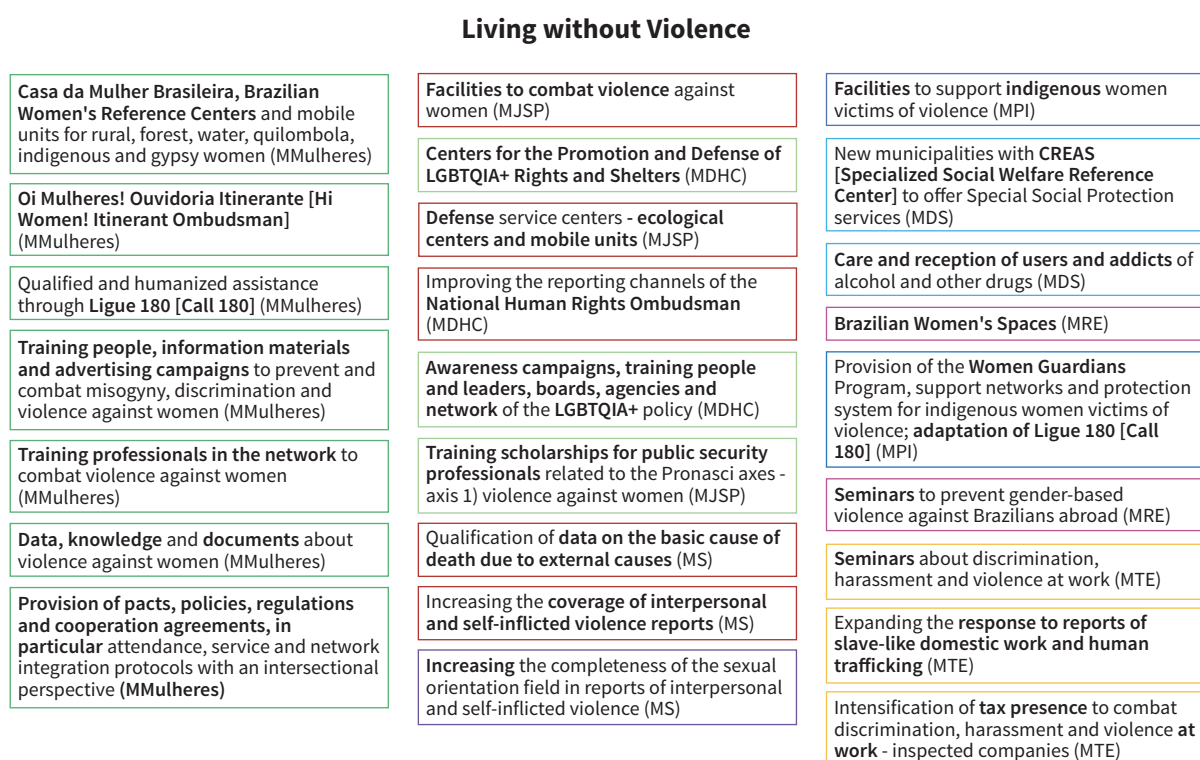 Living without Violence
Casa da Mulher Brasileira, Brazilian
Women's Reference Centers and mobile
units for rural, forest, water, quilombola,
indigenous and gypsy women (MMulheres)
Oi Mulheres! Ouvidoria Itinerante [Hi
Women! Itinerant Ombudsman]
(MMulheres)
Qualified and humanized assistance
through Ligue 180 [Call 180] (MMulheres)
Training people, information materials
and advertising campaigns to prevent and
combat misogyny, discrimination and
violence against women (MMulheres)
Training professionals in the network to
combat violence against women
(MMulheres)
Data, knowledge and documents about
violence against women (MMulheres)
Provision of pacts, policies, regulations
and cooperation agreements, in
particular attendance, service and network
integration protocols with an intersectional
perspective (MMulheres)
Facilities to combat violence against
women (MJSP)
Centers for the Promotion and Defense of
LGBTQIA+ Rights and Shelters (MDHC)
Defense service centers - ecological
centers and mobile units (MJSP)
Improving the reporting channels of the
National Human Rights Ombudsman
(MDHC)
Awareness campaigns, training people
and leaders, boards, agencies and
network of the LGBTQIA+ policy (MDHC)
Training scholarships for public security
professionals related to the Pronasci axes -
axis 1) violence against women (MJSP)
Qualification of data on the basic cause of
death due to external causes (MS)
Increasing the coverage of interpersonal
and self-inflicted violence reports (MS)
Increasing the completeness of the sexual
orientation field in reports of interpersonal
and self-inflicted violence (MS)
Facilities to support indigenous women
victims of violence (MPI)
New municipalities with CREAS
[Specialized Social Welfare Reference
Center] to offer Special Social Protection
services (MDS)
Care and reception of users and addicts of
alcohol and other drugs (MDS)
Brazilian Women's Spaces (MRE)
Provision of the Women Guardians
Program, support networks and protection
system for indigenous women victims of
violence; adaptation of Ligue 180 [Call
180] (MPI)
Seminars to prevent gender-based
violence against Brazilians abroad (MRE)
Seminars about discrimination,
harassment and violence at work (MTE)
Expanding the response to reports of
slave-like domestic work and human
trafficking (MTE)
Intensification of tax presence to combat
discrimination, harassment and violence at
work - inspected companies (MTE)